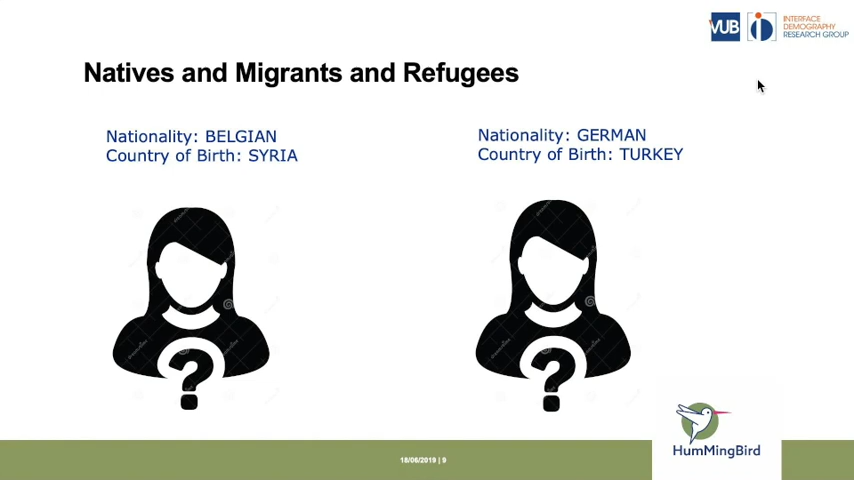 VUB
INTERFACE
DEMOGRAPHY
RESEARCH GROUP
Natives and Migrants and Refugees
Nationality: BELGIAN
Country of Birth: SYRIA
Nationality: GERMAN
Country of Birth: TURKEY
?
?
HumMingBird
18/06/2019 | 9